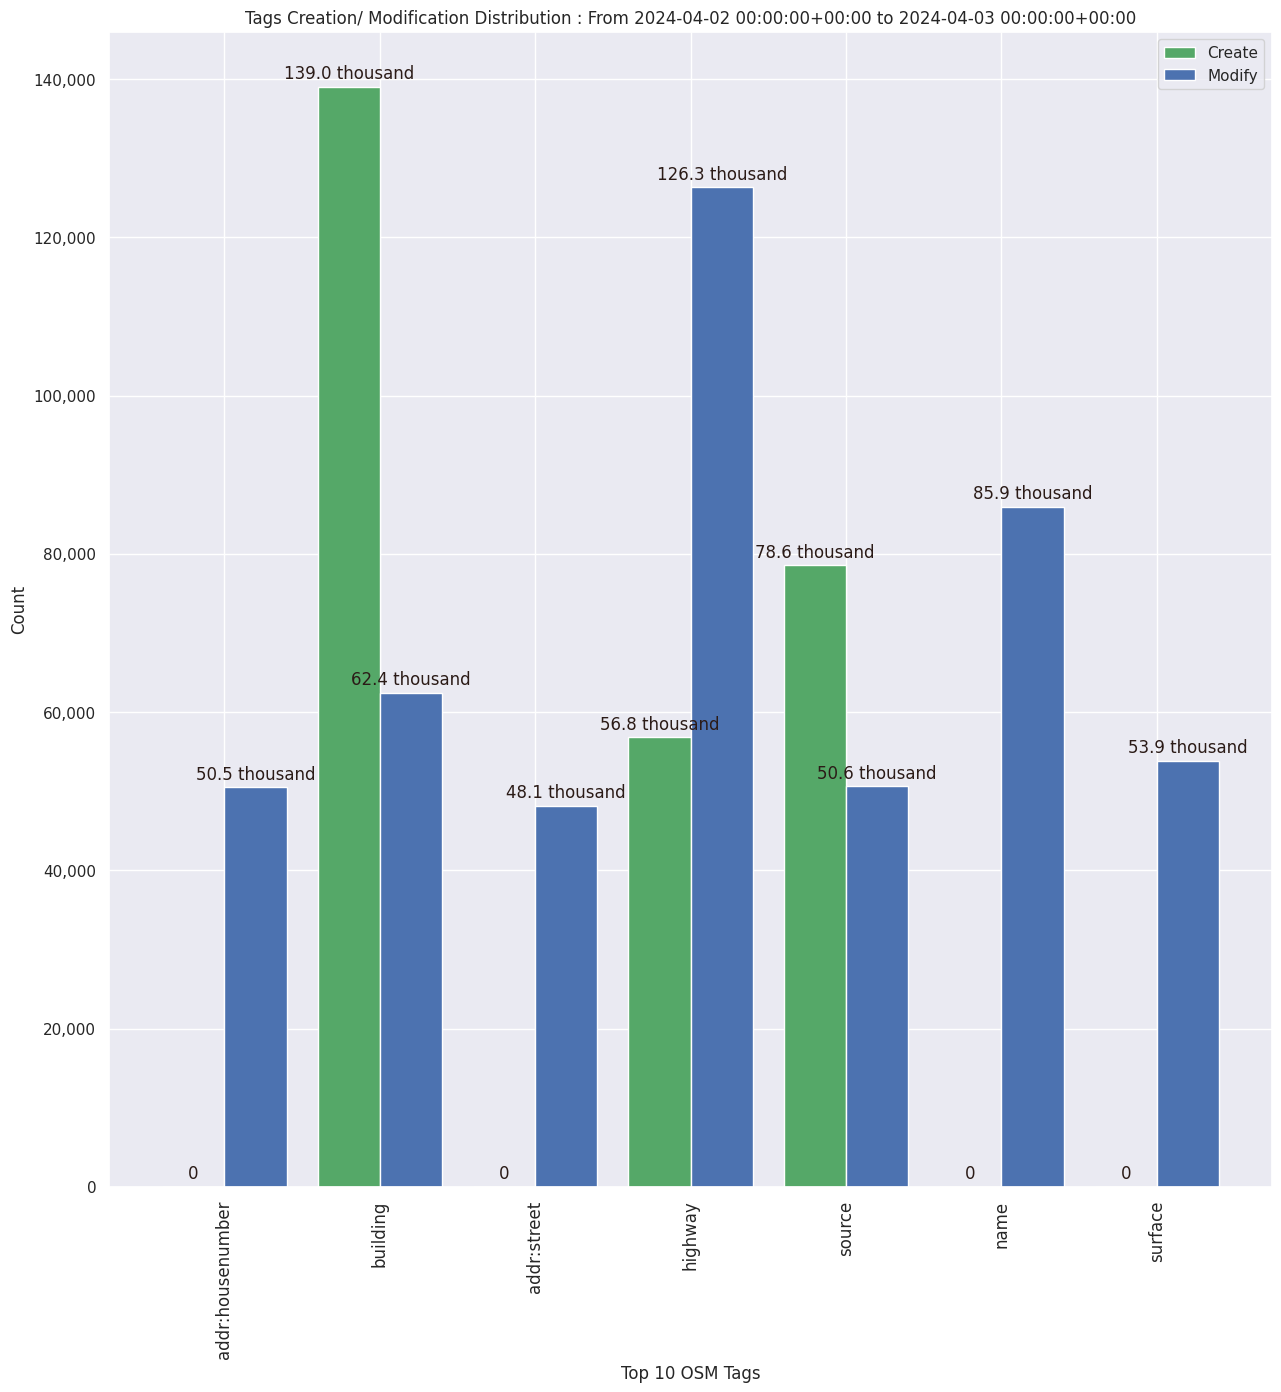 Tags Creation/ Modification Distribution : From 2024-04-02 00:00:00+00:00 to 2024-04-03 00:00:00+00:00
Create
Modify
140,000
120,000
100,000
80,000
60,000
40,000
20,000
0
Count
139.0 thousand
126.3 thousand
85.9 thousand
78.6 thousand
62.4 thousand
56.8 thousand
53.9 thousand
50.5 thousand
50.6 thousand
48.1 thousand
0
0
0
0
addr:housenumber
building
addr:street
highway
source
name
surface
Top 10 OSM Tags